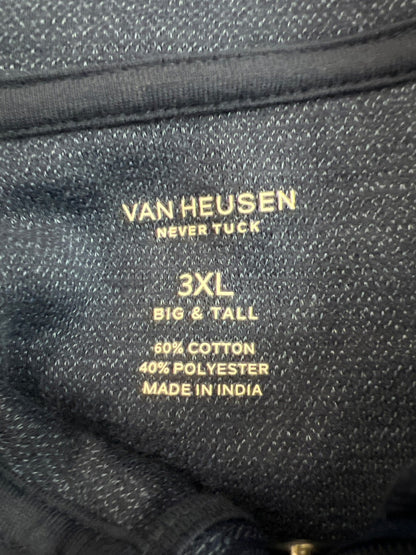 VAN HEUSEN
NEVER TUCK
3XL
BIG & TALL
60% COTTON
40% POLYESTER
MADE IN INDIA